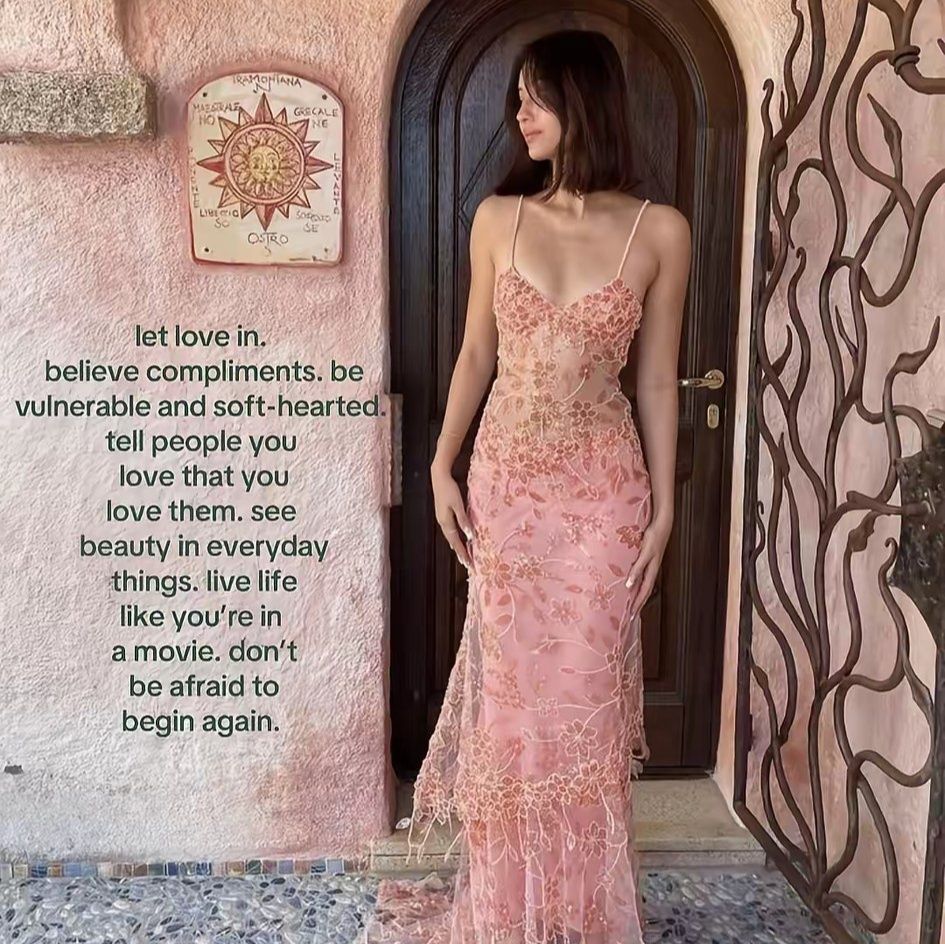 TRAMONTANA
MAESTRALE
NO
GRECALE
NE
LEVANTE
LIBECCIO
SO
SCIROCCO
SE
OSTRO
let love in.
believe compliments. be
vulnerable and soft-hearted.
tell people you
love that you
love them. see
beauty in everyday
things. live life
like you’re in
a movie. don’t
be afraid to
begin again.